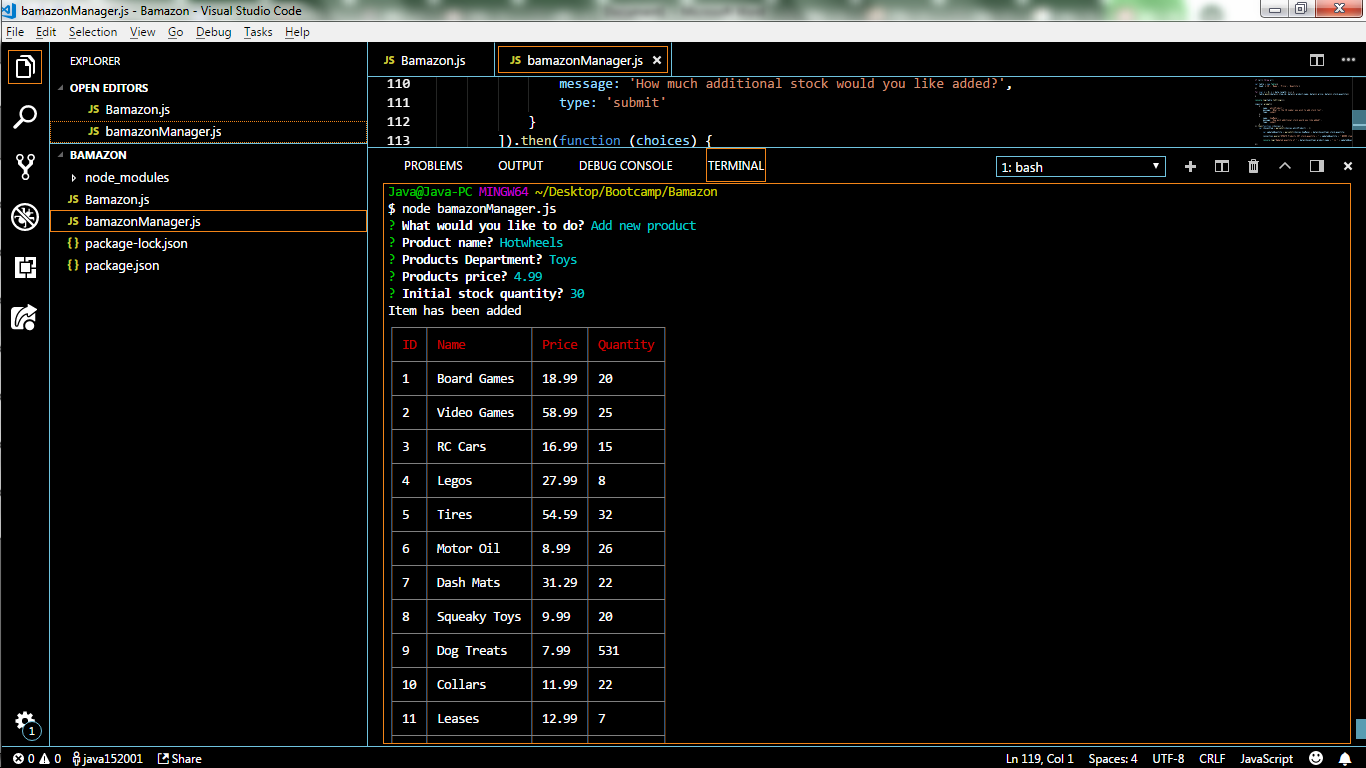 bamazonManager.js - Bamazon - Visual Studio Code
File Edit Selection View Go Debug Tasks Help
EXPLORER
OPEN EDITORS
JS Bamazon.js
JS bamazonManager.js
BAMAZON
node_modules
JS Bamazon.js
JS bamazonManager.js
{} package-lock.json
{} package.json
JS Bamazon.js JS bamazonManager.js
110 message: 'How much additional stock would you like added?',
111 type: 'submit'
112 }
113 ]).then(function (choices) {
PROBLEMS OUTPUT DEBUG CONSOLE TERMINAL 1: bash
Java@Java-PC MINGW64 ~/Desktop/Bootcamp/Bamazon
$ node bamazonManager.js
? What would you like to do? Add new product
? Product name? Hotwheels
? Products Department? Toys
? Products price? 4.99
? Initial stock quantity? 30
Item has been added
ID Name Price Quantity
1 Board Games 18.99 20
2 Video Games 58.99 25
3 RC Cars 16.99 15
4 Legos 27.99 8
5 Tires 54.59 32
6 Motor Oil 8.99 26
7 Dash Mats 31.29 22
8 Squeaky Toys 9.99 20
9 Dog Treats 7.99 531
10 Collars 11.99 22
11 Leases 12.99 7
1
0 0 java152001 Share Ln 119, Col 1 Spaces: 4 UTF-8 CRLF JavaScript